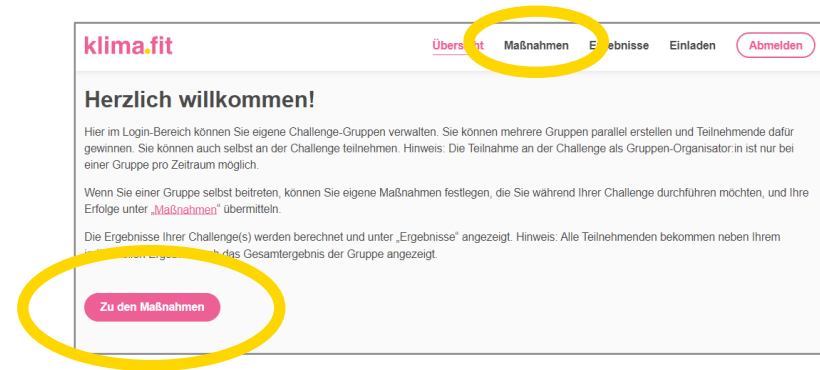 klima.fit
Übersicht Maßnahmen Ergebnisse Einladen Abmelden
Herzlich willkommen!
Hier im Login-Bereich können Sie eigene Challenge-Gruppen verwalten. Sie können mehrere Gruppen parallel erstellen und Teilnehmende dafür
gewinnen. Sie können auch selbst an der Challenge teilnehmen. Hinweis: Die Teilnahme an der Challenge als Gruppen-Organisator:in ist nur bei
einer Gruppe pro Zeitraum möglich.
Wenn Sie einer Gruppe selbst beitreten, können Sie eigene Maßnahmen festlegen, die Sie während Ihrer Challenge durchführen möchten, und Ihre
Erfolge unter „Maßnahmen“ übermitteln.
Die Ergebnisse Ihrer Challenge(s) werden berechnet und unter „Ergebnisse“ angezeigt. Hinweis: Alle Teilnehmenden bekommen neben Ihrem
das Gesamtergebnis der Gruppe angezeigt.
Zu den Maßnahmen